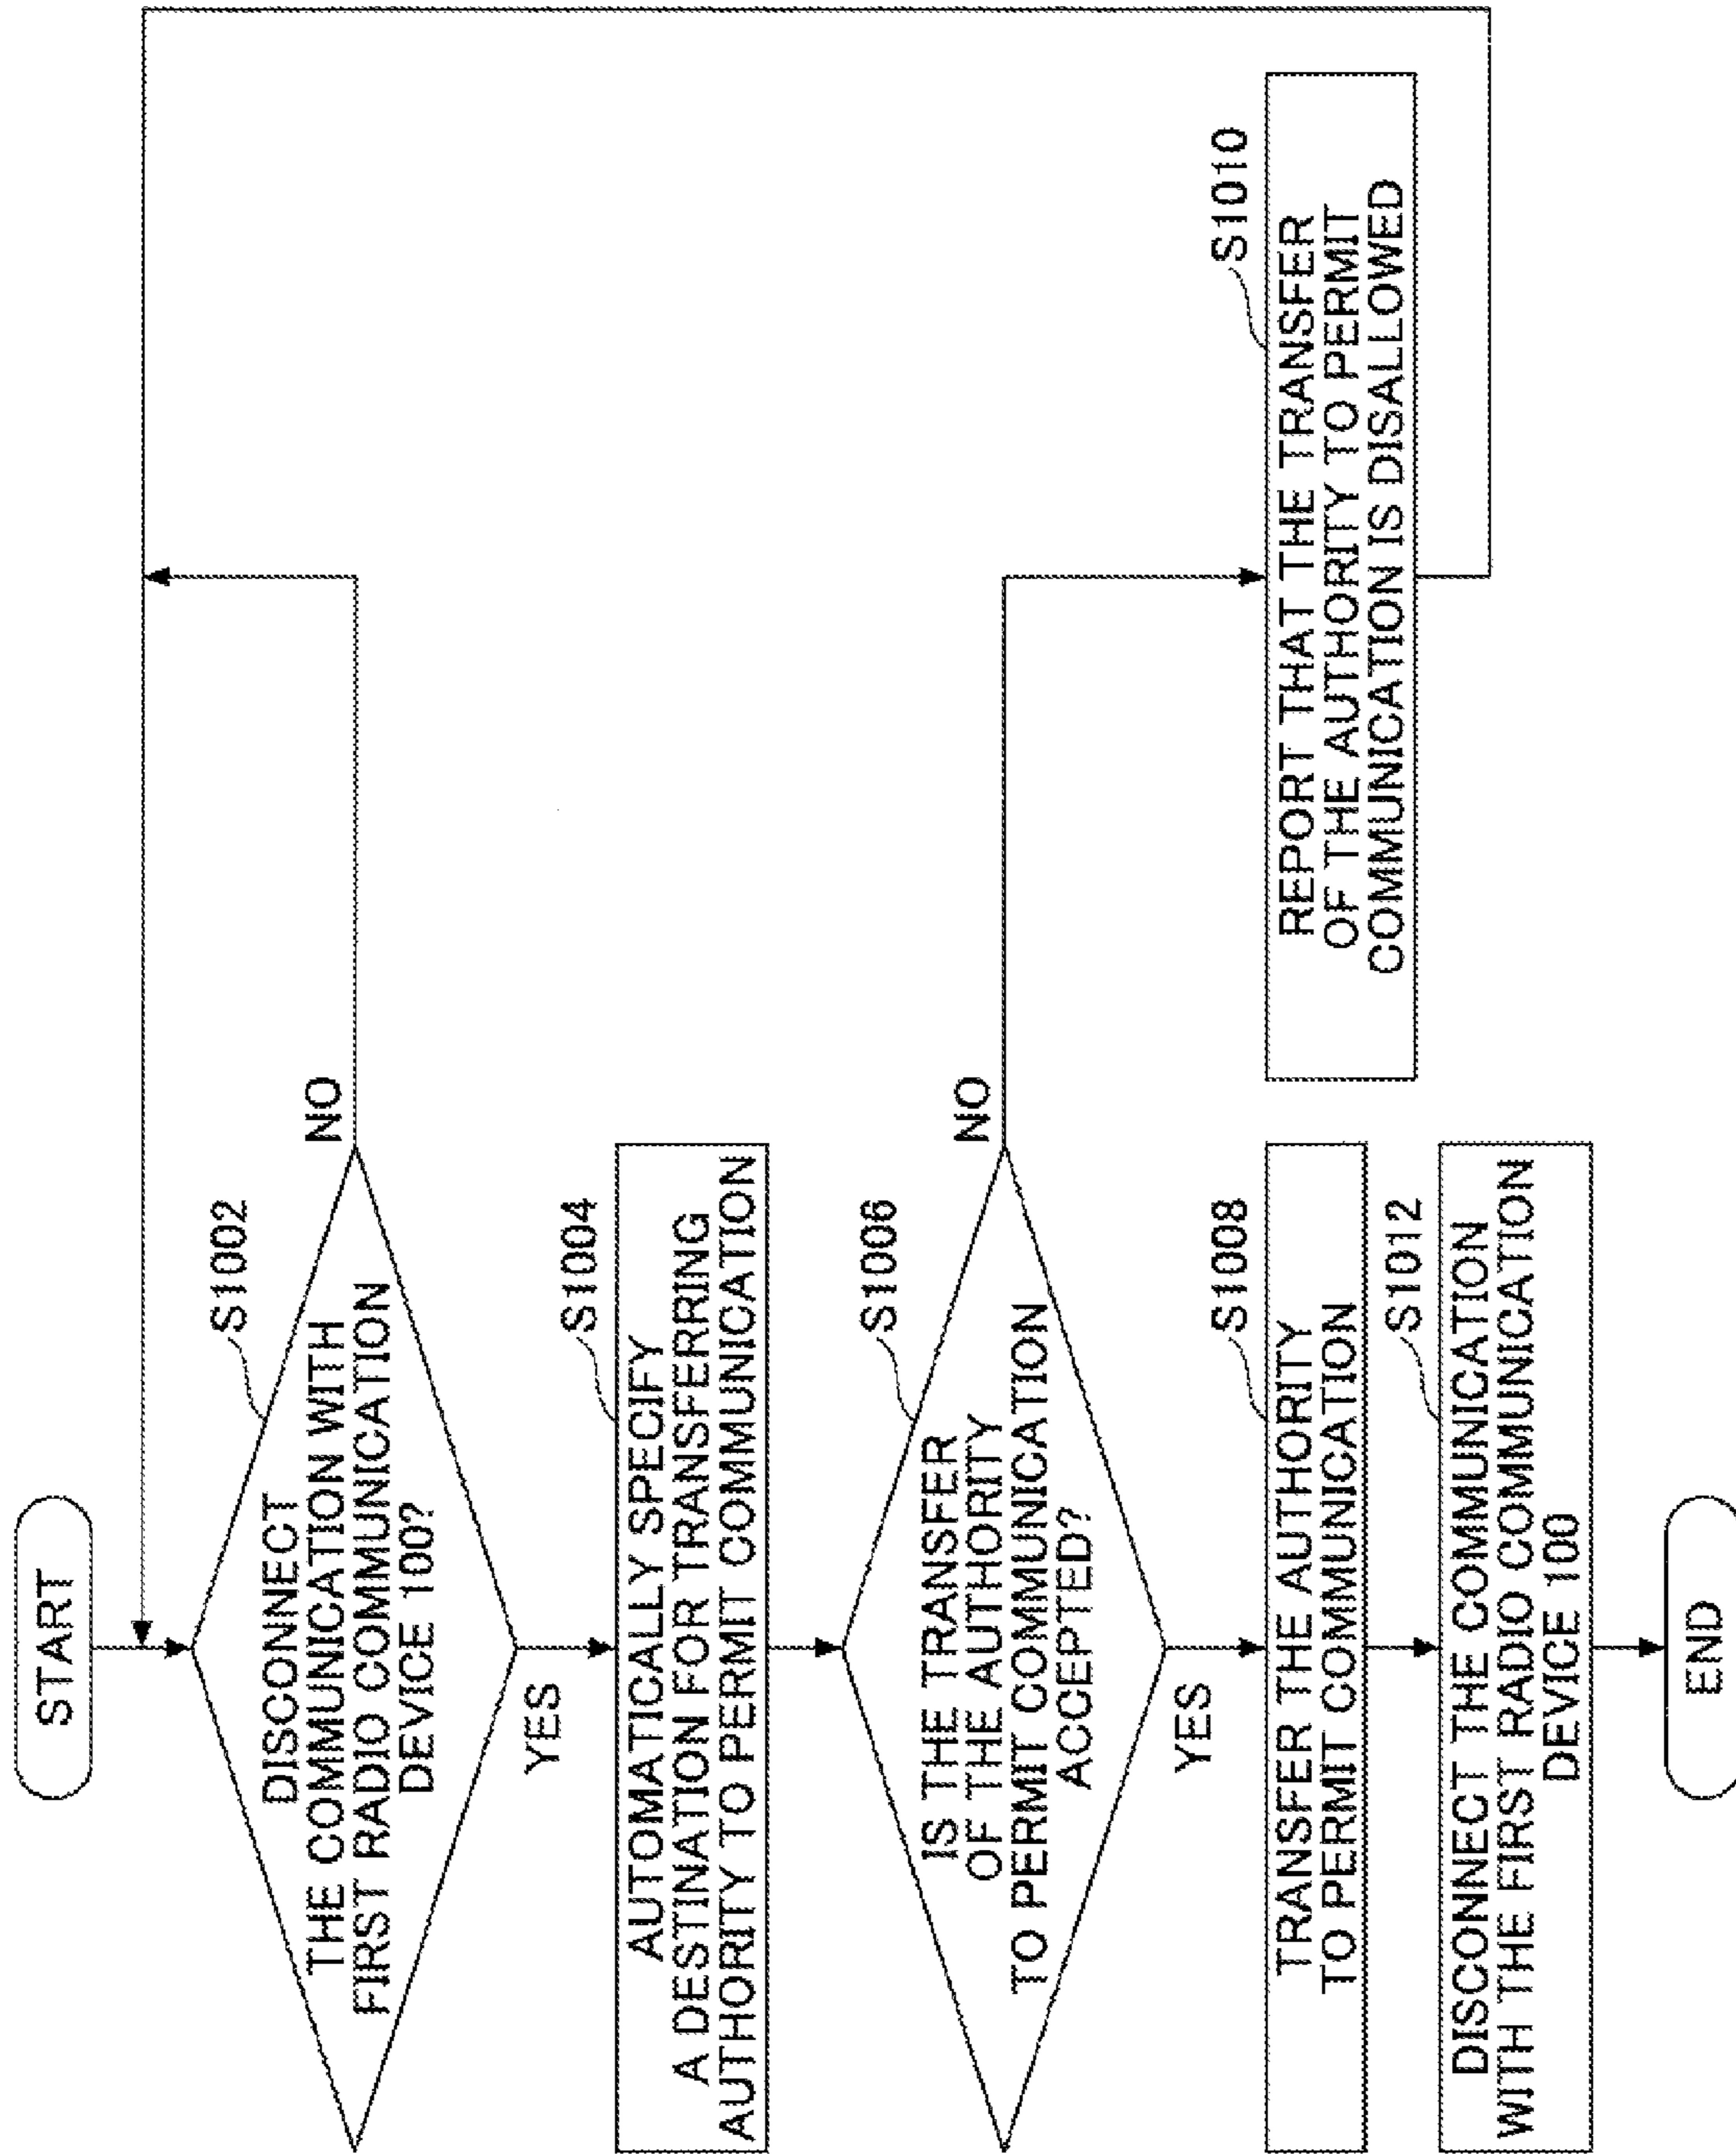 START
S1002
DISCONNECT
THE COMMUNICATION WITH
FIRST RADIO COMMUNICATION
DEVICE 100?
NO
YES
S1004
AUTOMATICALLY SPECIFY
A DESTINATION FOR TRANSFERRING
AUTHORITY TO PERMIT COMMUNICATION
S1006
IS THE TRANSFER
OF THE AUTHORITY
TO PERMIT COMMUNICATION
ACCEPTED?
NO
YES
S1008
TRANSFER THE AUTHORITY
TO PERMIT COMMUNICATION
S1010
REPORT THAT THE TRANSFER
OF THE AUTHORITY TO PERMIT
COMMUNICATION IS DISALLOWED
S1012
DISCONNECT THE COMMUNICATION
WITH THE FIRST RADIO COMMUNICATION
DEVICE 100
END